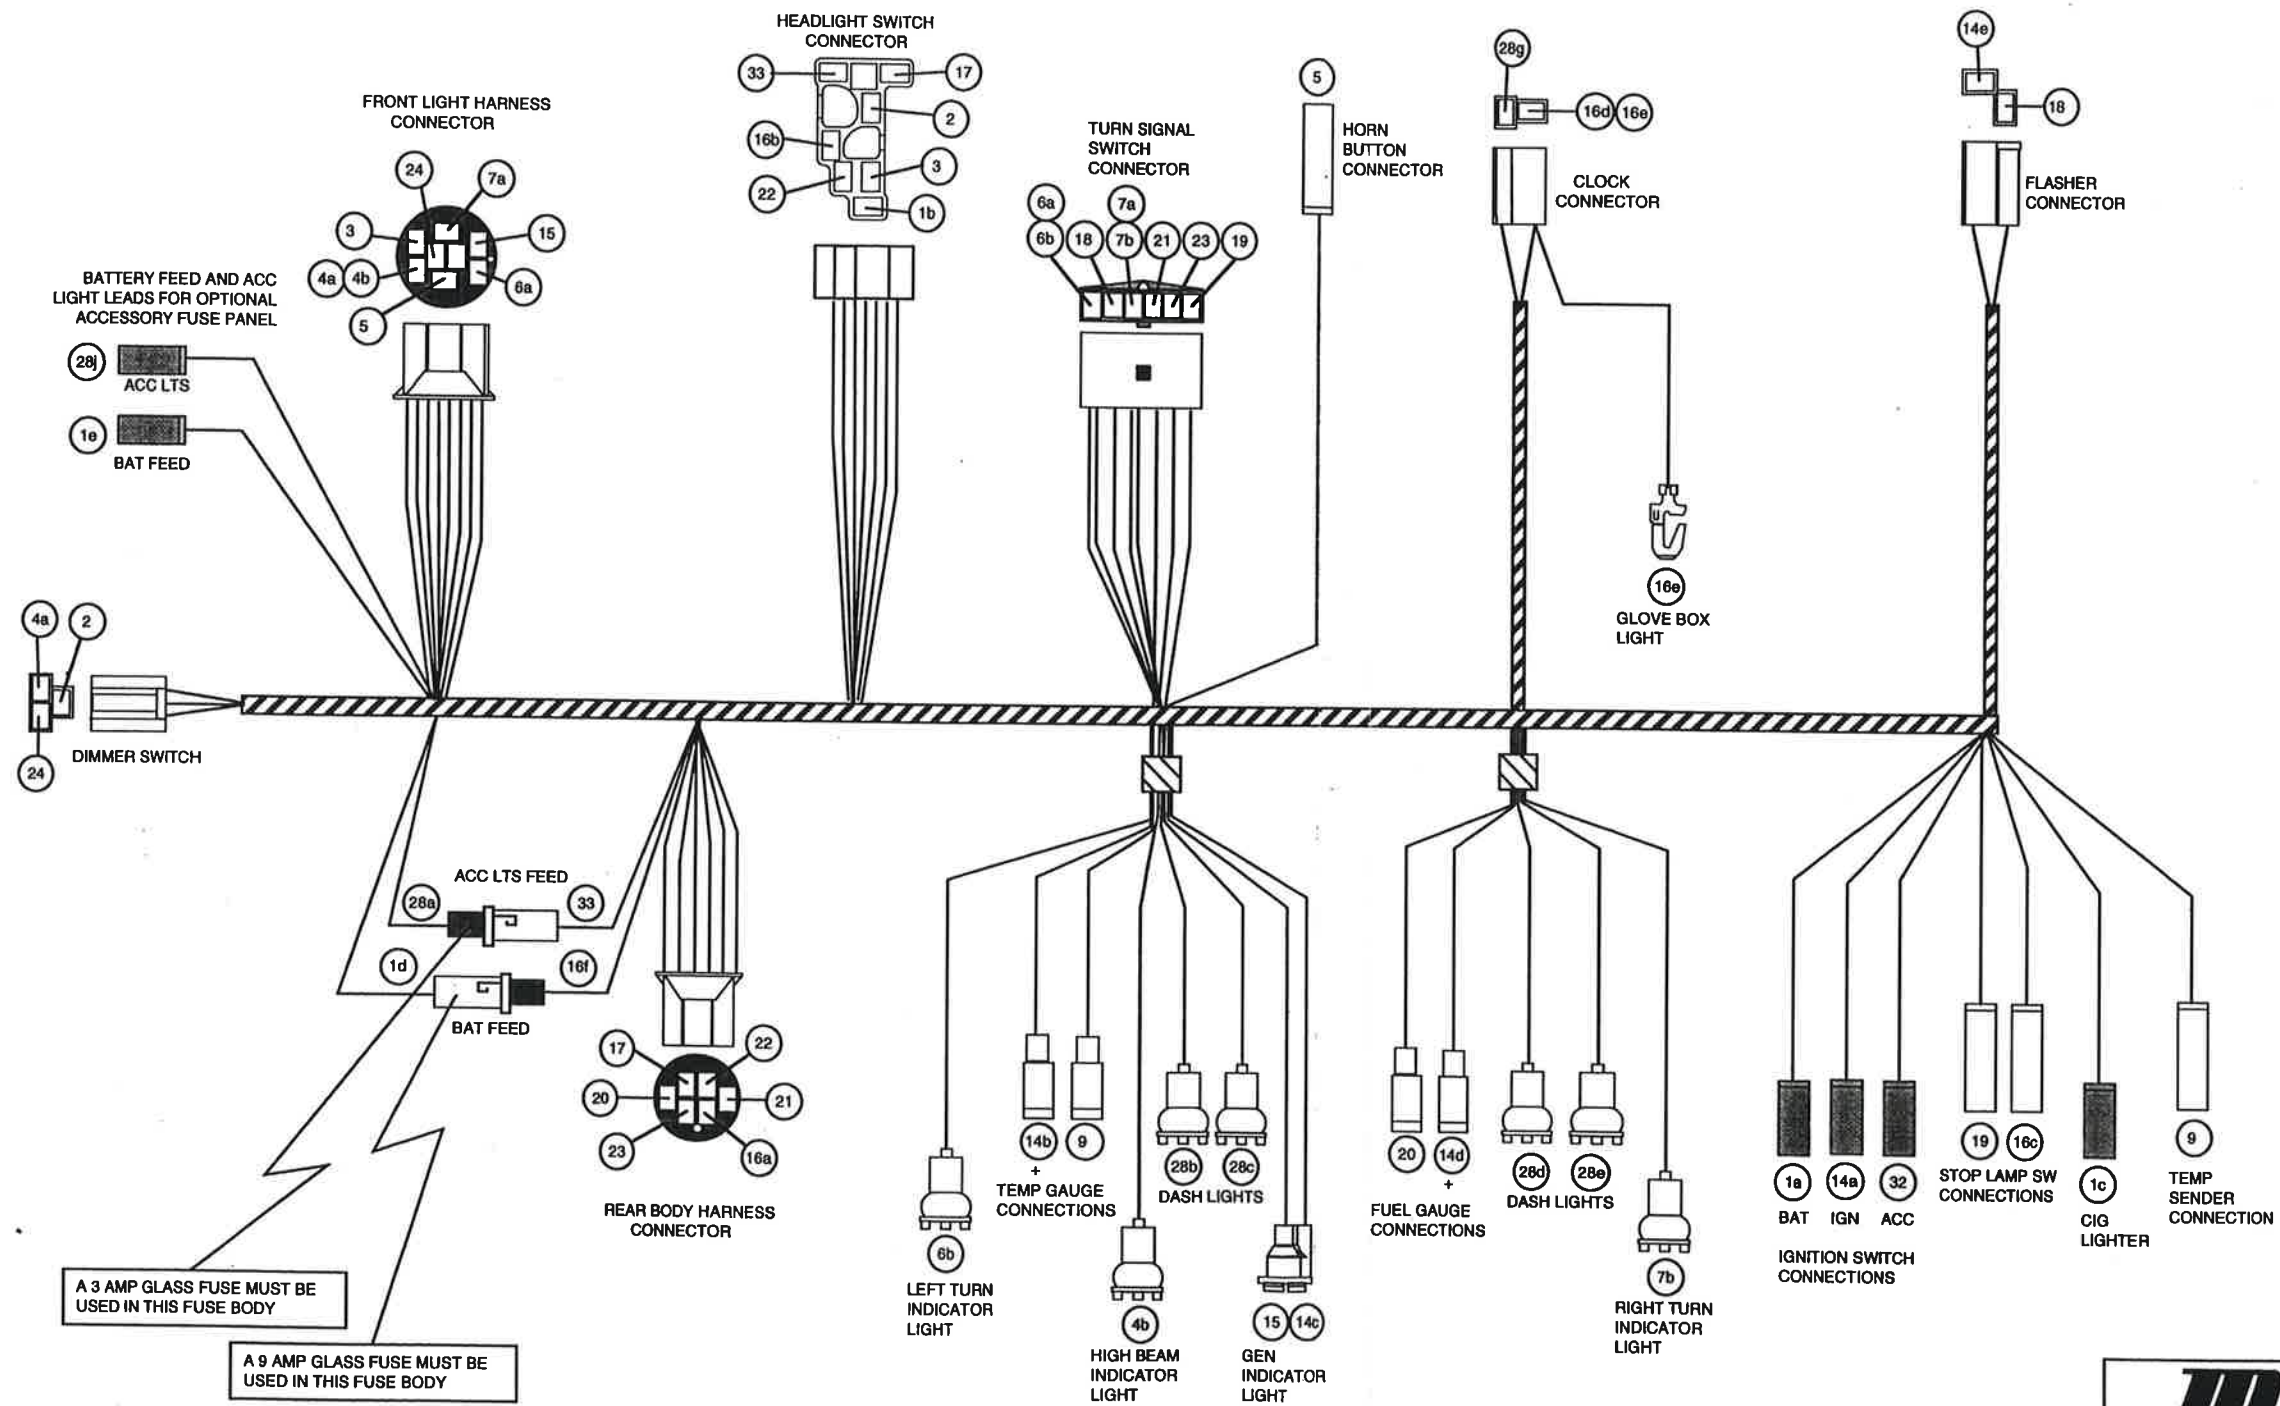 HEADLIGHT SWITCH
CONNECTOR
33
17
2
16b
3
22
1b
FRONT LIGHT HARNESS
CONNECTOR
24
7a
3
15
4a
4b
6a
5
BATTERY FEED AND ACC
LIGHT LEADS FOR OPTIONAL
ACCESSORY FUSE PANEL
28j
ACC LTS
1e
BAT FEED
TURN SIGNAL
SWITCH
CONNECTOR
6a
7a
6b
18
7b
21
23
19
5
HORN
BUTTON
CONNECTOR
28g
16d
16e
CLOCK
CONNECTOR
16e
GLOVE BOX
LIGHT
14e
18
FLASHER
CONNECTOR
4a
2
24
DIMMER SWITCH
ACC LTS FEED
28a
33
1d
16f
BAT FEED
17
22
20
21
23
16a
REAR BODY HARNESS
CONNECTOR
A 3 AMP GLASS FUSE MUST BE
USED IN THIS FUSE BODY
A 9 AMP GLASS FUSE MUST BE
USED IN THIS FUSE BODY
6b
LEFT TURN
INDICATOR
LIGHT
14b
9
+
TEMP GAUGE
CONNECTIONS
28b
28c
DASH LIGHTS
4b
HIGH BEAM
INDICATOR
LIGHT
15
14c
GEN
INDICATOR
LIGHT
20
14d
+
FUEL GAUGE
CONNECTIONS
28d
28e
DASH LIGHTS
7b
RIGHT TURN
INDICATOR
LIGHT
1a
14a
32
BAT
IGN
ACC
IGNITION SWITCH
CONNECTIONS
19
16c
STOP LAMP SW
CONNECTIONS
1c
CIG
LIGHTER
9
TEMP
SENDER
CONNECTION